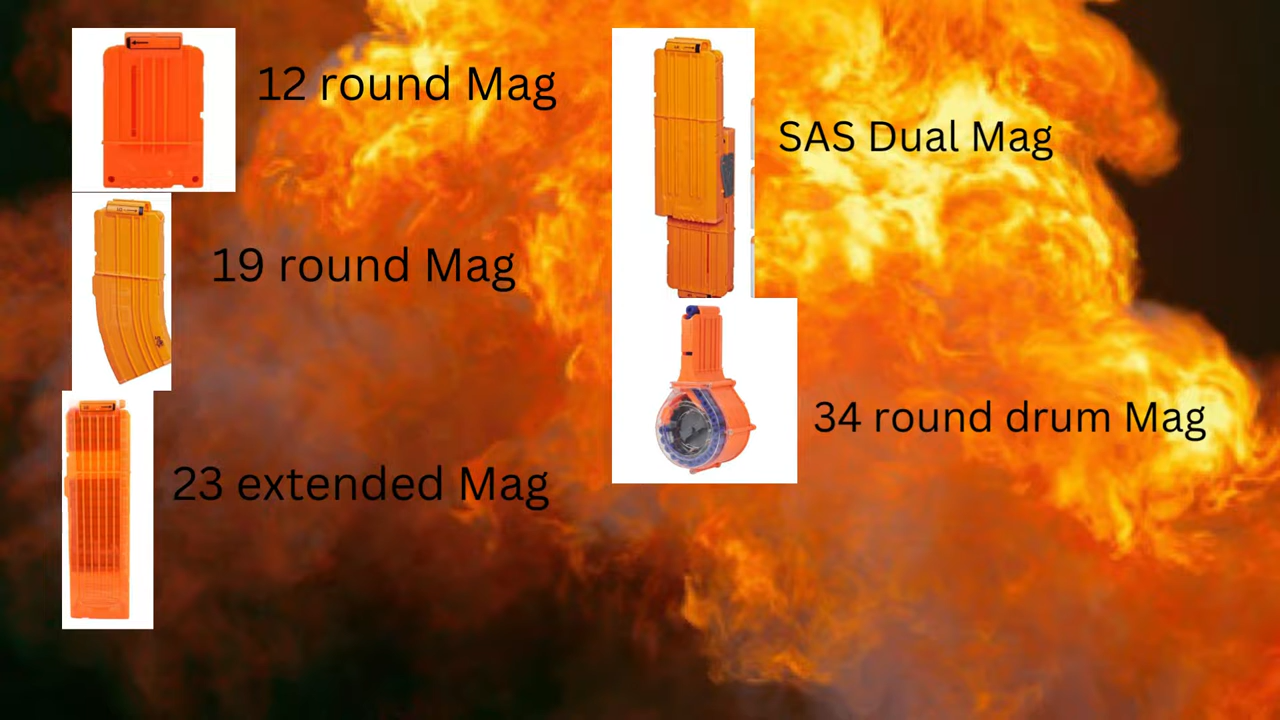 12 round Mag
19 round Mag
23 extended Mag
SAS Dual Mag
34 round drum Mag